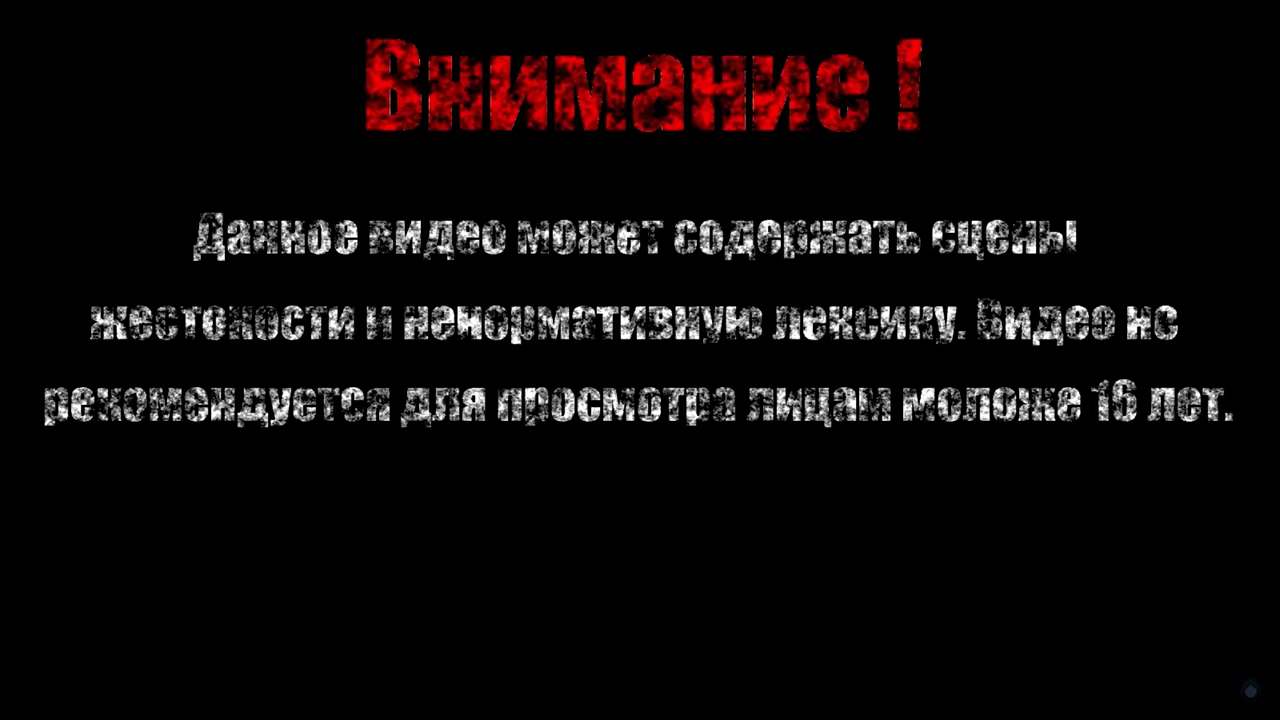 Внимание !
Данное видео может содержать сцены
жестокости и ненормативную лексику. Видео не
рекомендуется для просмотра лицам моложе 16 лет.